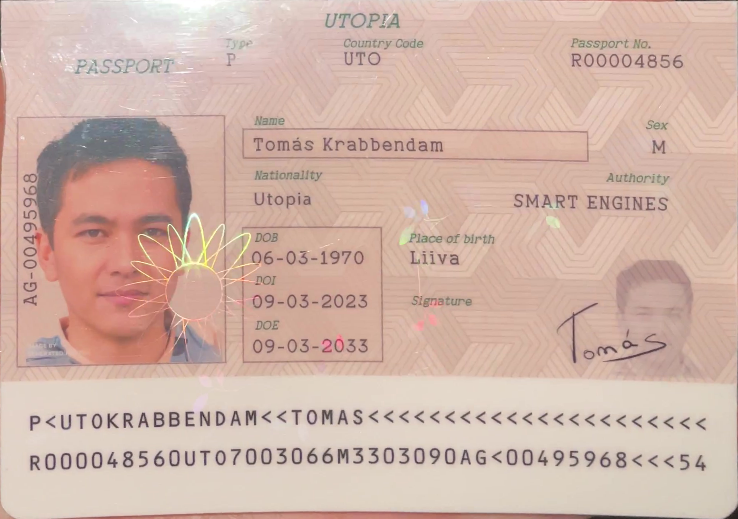 UTOPIA
PASSPORT
Type
P
Country Code
UTO
Passport No.
R00004856
Name
Tomás Krabbendam
Sex
M
Nationality
Utopia
Authority
SMART ENGINES
AG-00495968
DOB
06-03-1970
DOI
09-03-2023
DOE
09-03-2033
Place of birth
Liiva
Signature
Tomás
P<UTOKRABBENDAM<<TOMAS<<<<<<<<<<<<<<<<<<<<<<
R000048560UTO7003066M3303090AG<00495968<<<54